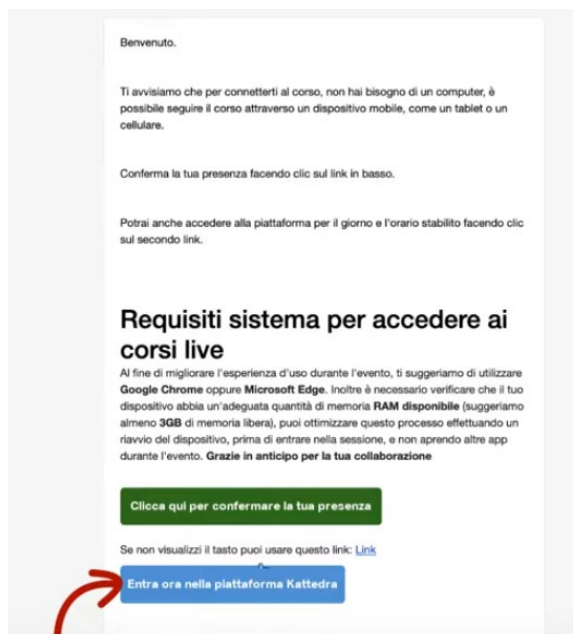 Benvenuto.
Ti avvisiamo che per connetterti al corso, non hai bisogno di un computer, è
possibile seguire il corso attraverso un dispositivo mobile, come un tablet o un
cellulare.
Conferma la tua presenza facendo clic sul link in basso.
Potrai anche accedere alla piattaforma per il giorno e l'orario stabilito facendo clic
sul secondo link.
Requisiti sistema per accedere ai
corsi live
Al fine di migliorare l'esperienza d'uso durante l'evento, ti suggeriamo di utilizzare
Google Chrome oppure Microsoft Edge. Inoltre è necessario verificare che il tuo
dispositivo abbia un'adeguata quantità di memoria RAM disponibile (suggeriamo
almeno 3GB di memoria libera), puoi ottimizzare questo processo effettuando un
riavvio del dispositivo, prima di entrare nella sessione, e non aprendo altre app
durante l'evento. Grazie in anticipo per la tua collaborazione
Clicca qui per confermare la tua presenza
Se non visualizzi il tasto puoi usare questo link: Link
Entra ora nella piattaforma Kattedra